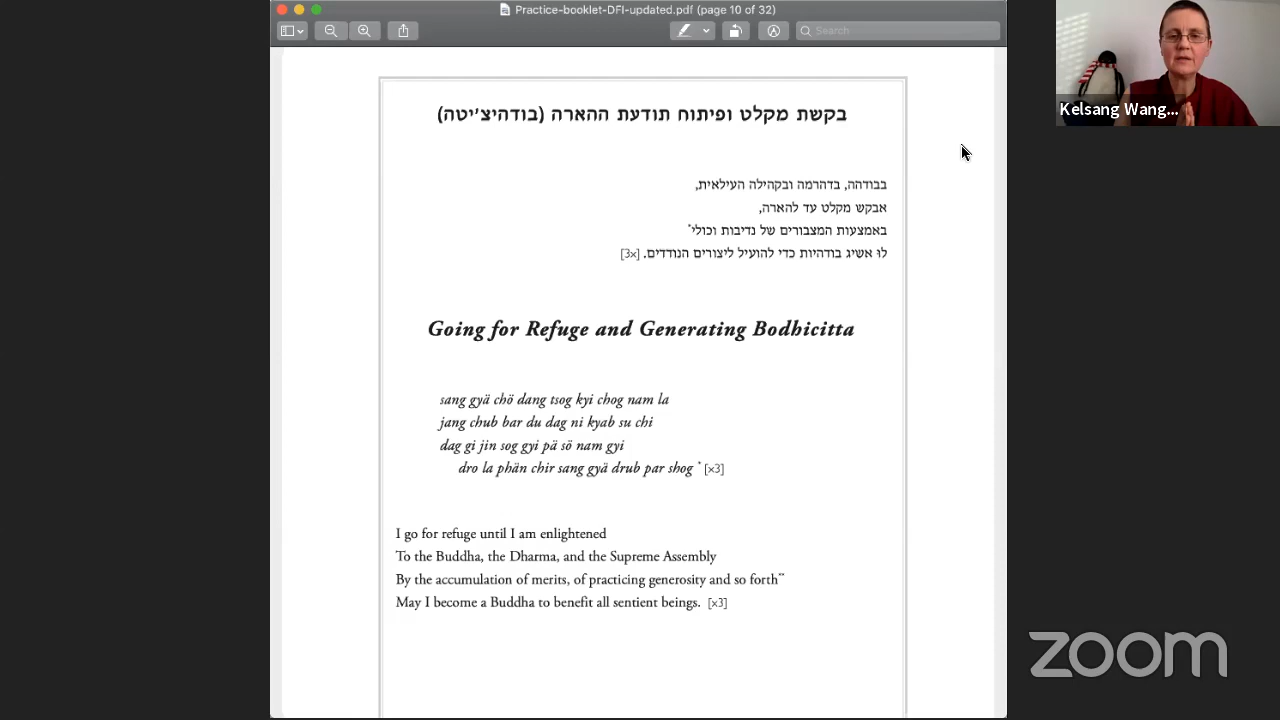 Practice-booklet-DFI-updated.pdf (page 10 of 32)
Search
בקשת מקלט ופיתוח תודעת ההארה (בודהיצ׳יטה)
בבודהה, בדהרמה ובקהילה העילאית,
אבקש מקלט עד להארה,
באמצעות המצבורים של נדיבות וכולי*
לוּ אשיג בודהיוּת כדי להועיל ליצורים הנודדים. [3x]
Going for Refuge and Generating Bodhicitta
sang gyä chö dang tsog kyi chog nam la
jang chub bar du dag ni kyab su chi
dag gi jin sog gyi pä sö nam gyi
dro la phän chir sang gyä drub par shog * [x3]
I go for refuge until I am enlightened
To the Buddha, the Dharma, and the Supreme Assembly
By the accumulation of merits, of practicing generosity and so forth**
May I become a Buddha to benefit all sentient beings. [x3]
Kelsang Wang...
zoom